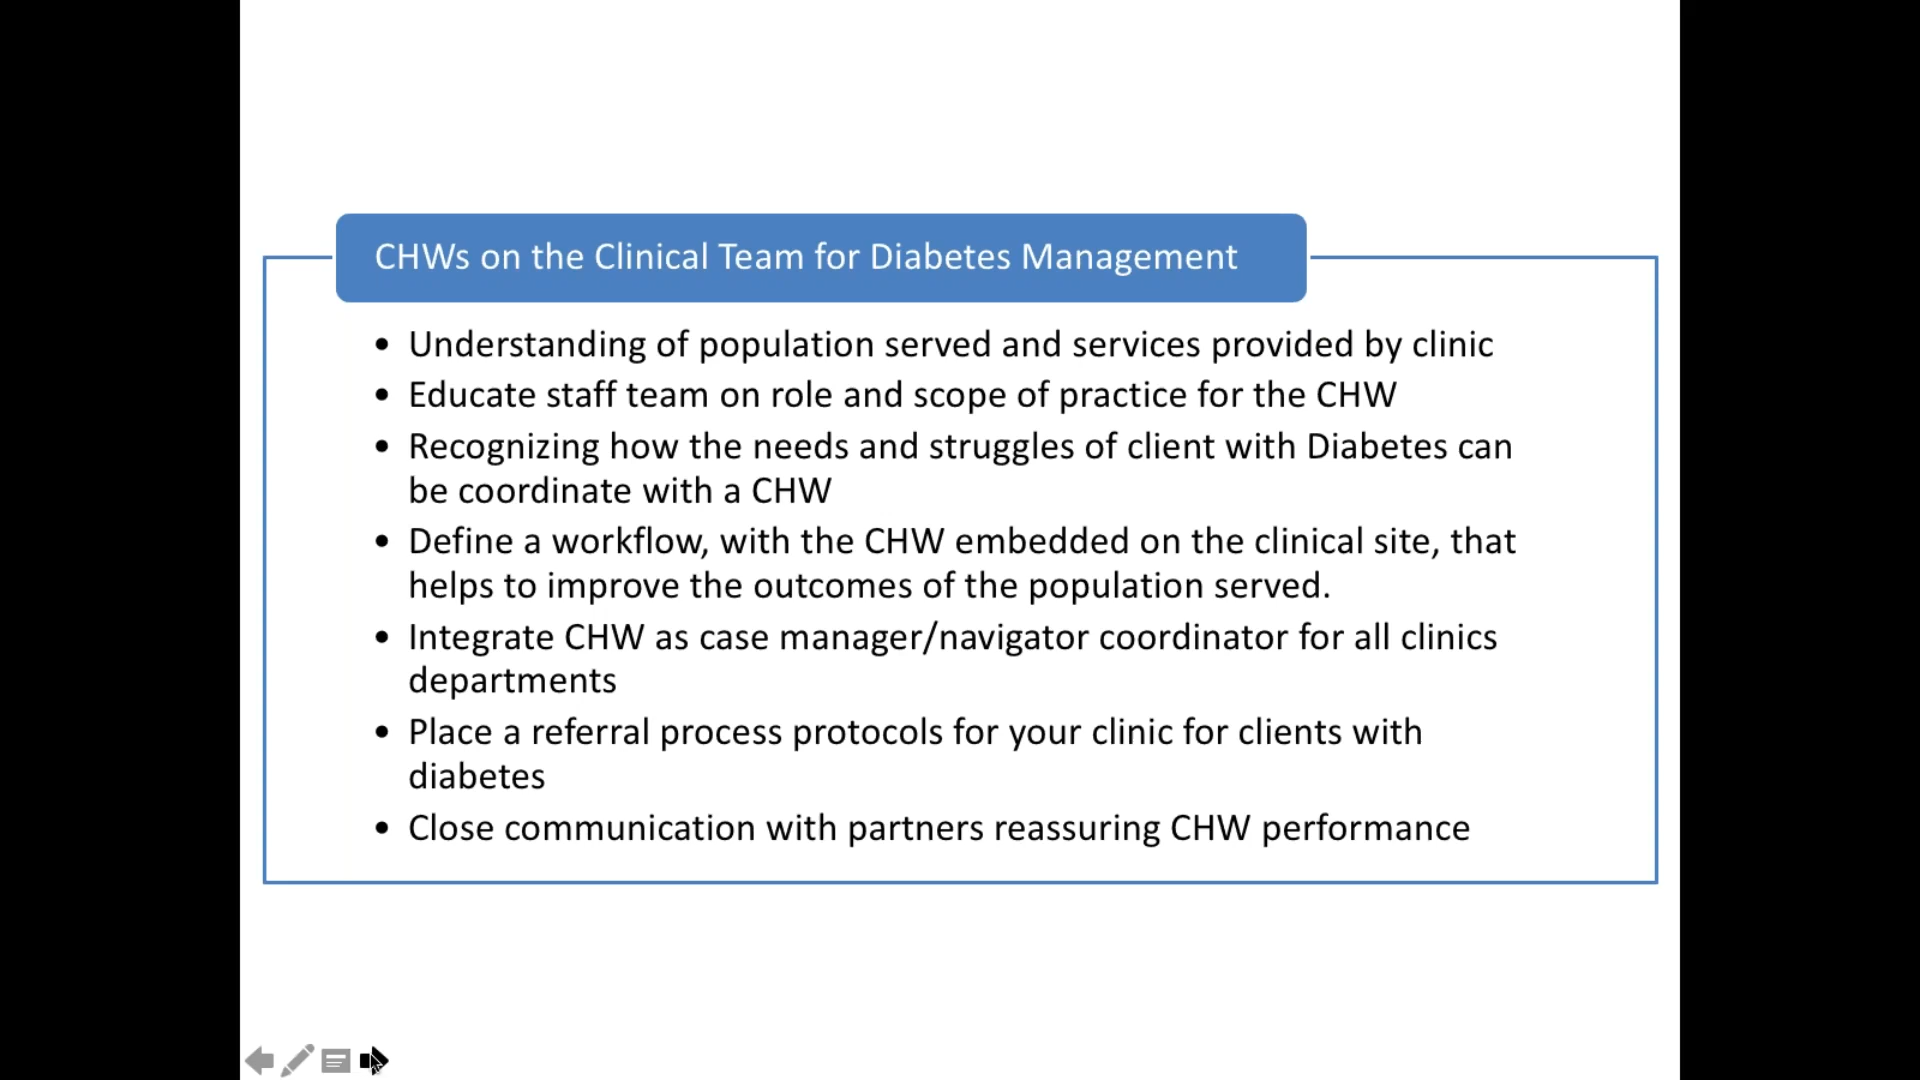 CHWs on the Clinical Team for Diabetes Management
• Understanding of population served and services provided by clinic
• Educate staff team on role and scope of practice for the CHW
• Recognizing how the needs and struggles of client with Diabetes can
be coordinate with a CHW
• Define a workflow, with the CHW embedded on the clinical site, that
helps to improve the outcomes of the population served.
• Integrate CHW as case manager/navigator coordinator for all clinics
departments
• Place a referral process protocols for your clinic for clients with
diabetes
• Close communication with partners reassuring CHW performance